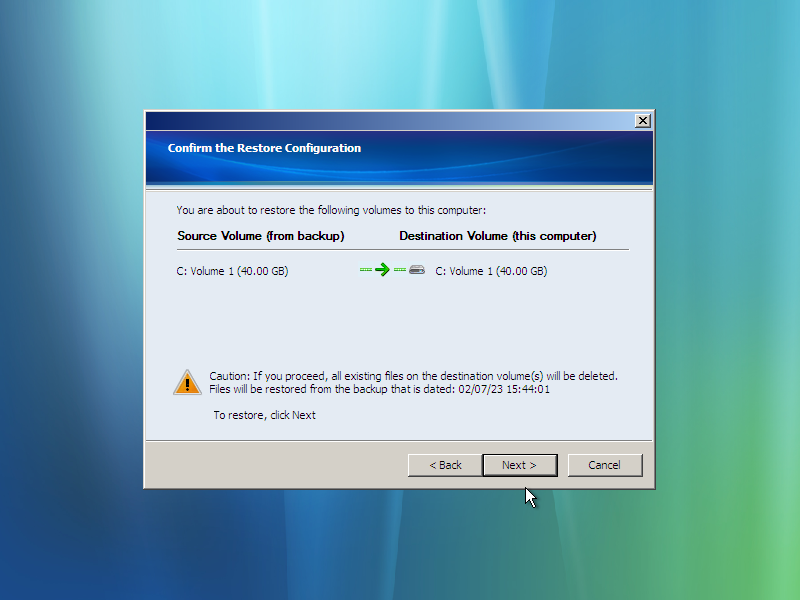 Confirm the Restore Configuration
You are about to restore the following volumes to this computer:
Source Volume (from backup) Destination Volume (this computer)
C: Volume 1 (40.00 GB) C: Volume 1 (40.00 GB)
Caution: If you proceed, all existing files on the destination volume(s) will be deleted.
Files will be restored from the backup that is dated: 02/07/23 15:44:01
To restore, click Next
< Back Next > Cancel